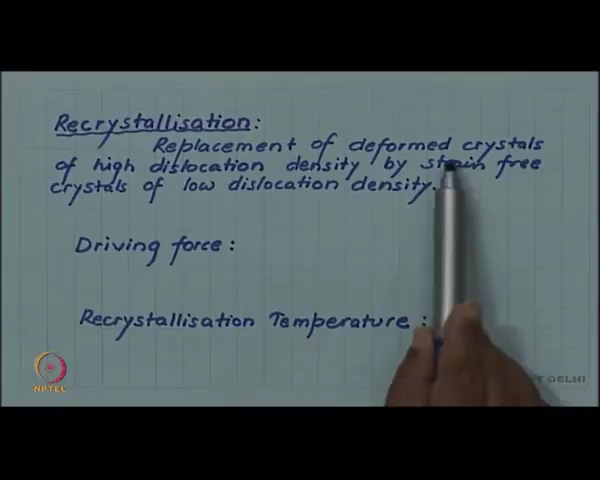 Recrystallisation:
Replacement of deformed crystals
of high dislocation density by strain free
crystals of low dislocation density.
Driving force:
Recrystallisation Temperature:
NPTEL
T DELHI